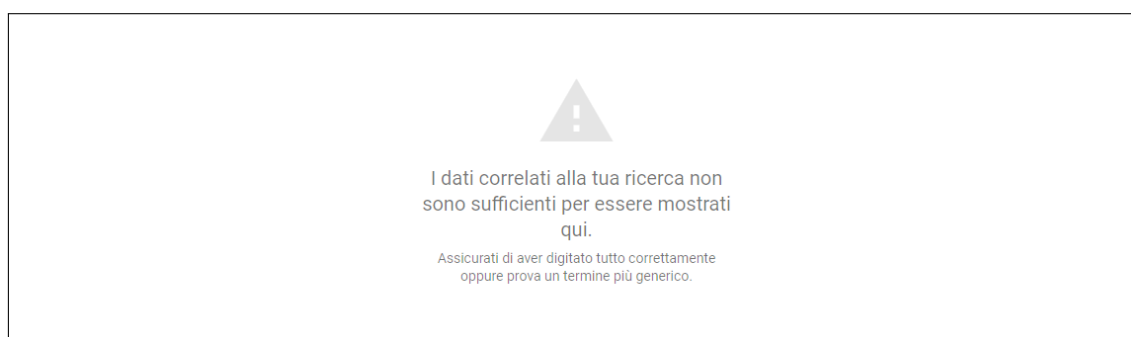 I dati correlati alla tua ricerca non
sono sufficienti per essere mostrati
qui.
Assicurati di aver digitato tutto correttamente
oppure prova un termine più generico.